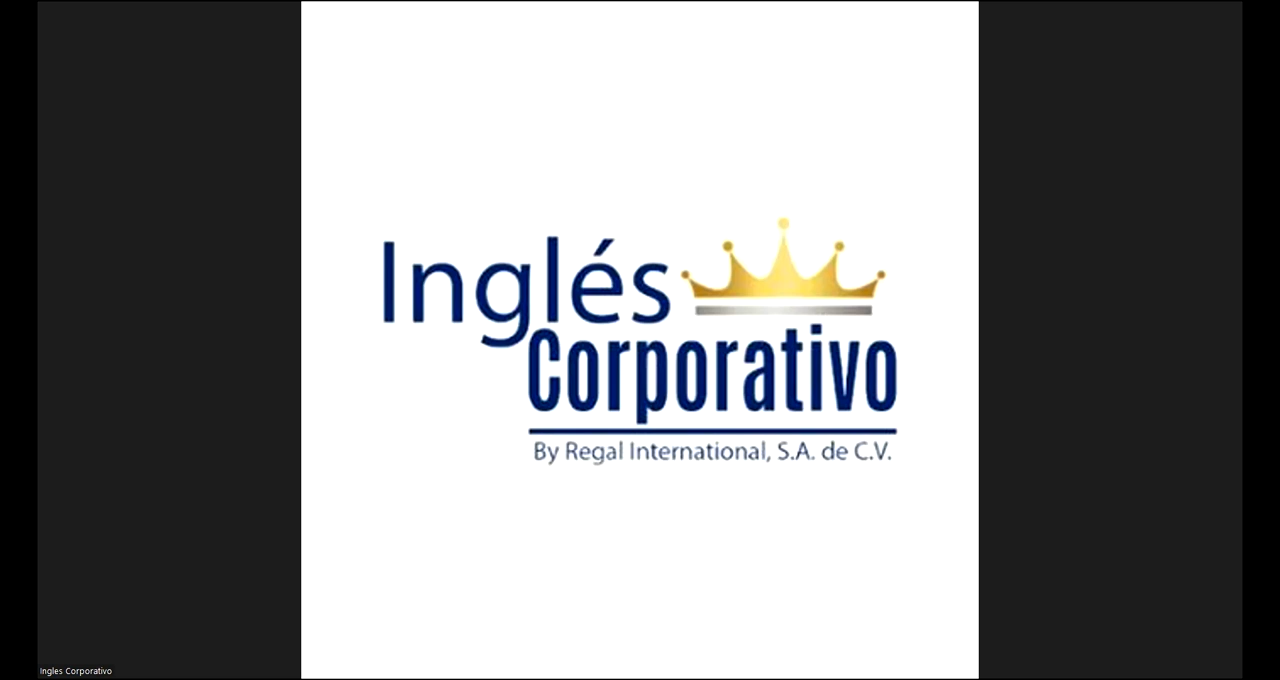 Inglés
Corporativo
By Regal International, S.A. de C.V.
Ingles Corporativo